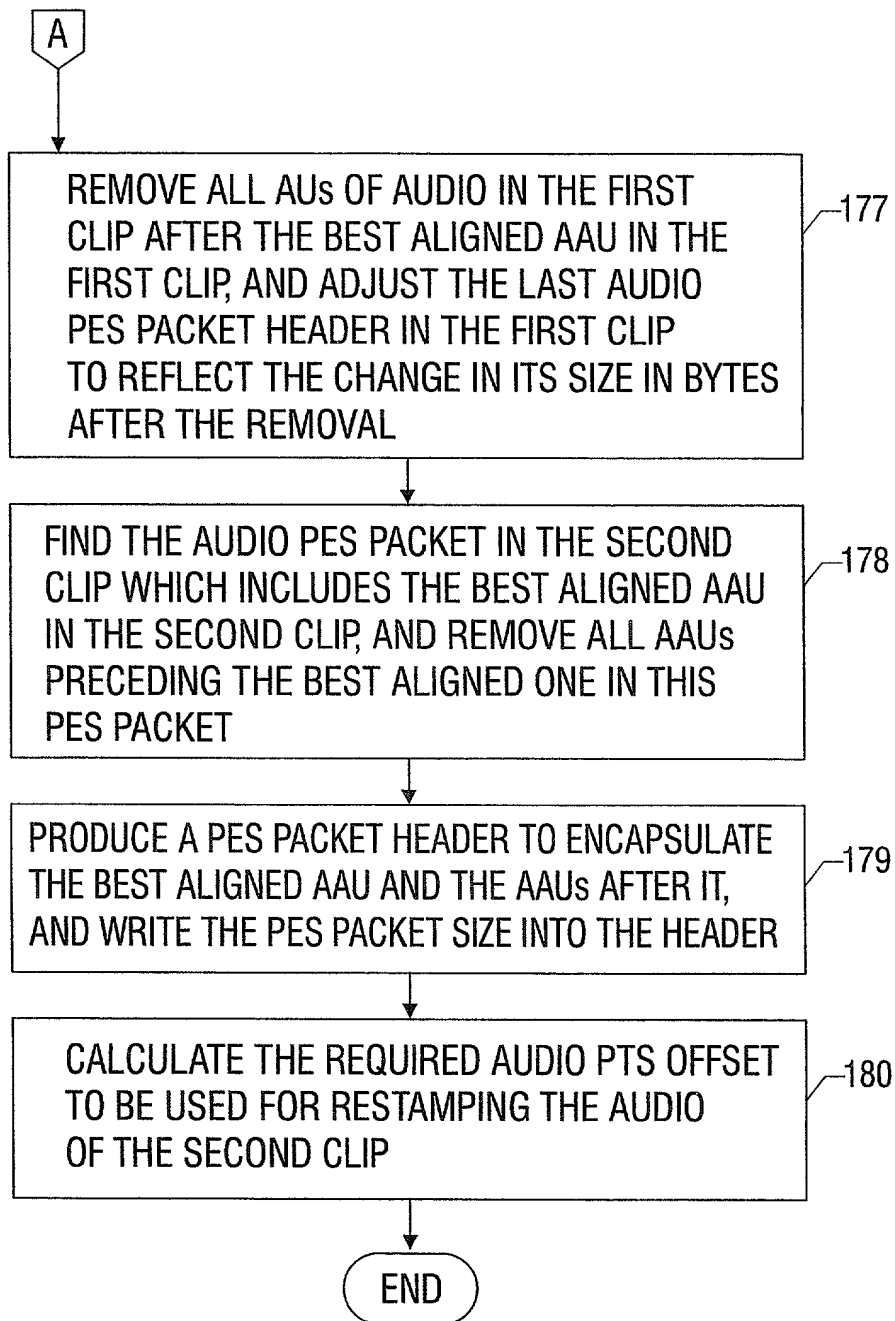 A
REMOVE ALL AUs OF AUDIO IN THE FIRST
CLIP AFTER THE BEST ALIGNED AAU IN THE
FIRST CLIP, AND ADJUST THE LAST AUDIO
PES PACKET HEADER IN THE FIRST CLIP
TO REFLECT THE CHANGE IN ITS SIZE IN BYTES
AFTER THE REMOVAL
177
FIND THE AUDIO PES PACKET IN THE SECOND
CLIP WHICH INCLUDES THE BEST ALIGNED AAU
IN THE SECOND CLIP, AND REMOVE ALL AAUs
PRECEDING THE BEST ALIGNED ONE IN THIS
PES PACKET
178
PRODUCE A PES PACKET HEADER TO ENCAPSULATE
THE BEST ALIGNED AAU AND THE AAUs AFTER IT,
AND WRITE THE PES PACKET SIZE INTO THE HEADER
179
CALCULATE THE REQUIRED AUDIO PTS OFFSET
TO BE USED FOR RESTAMPING THE AUDIO
OF THE SECOND CLIP
180
END